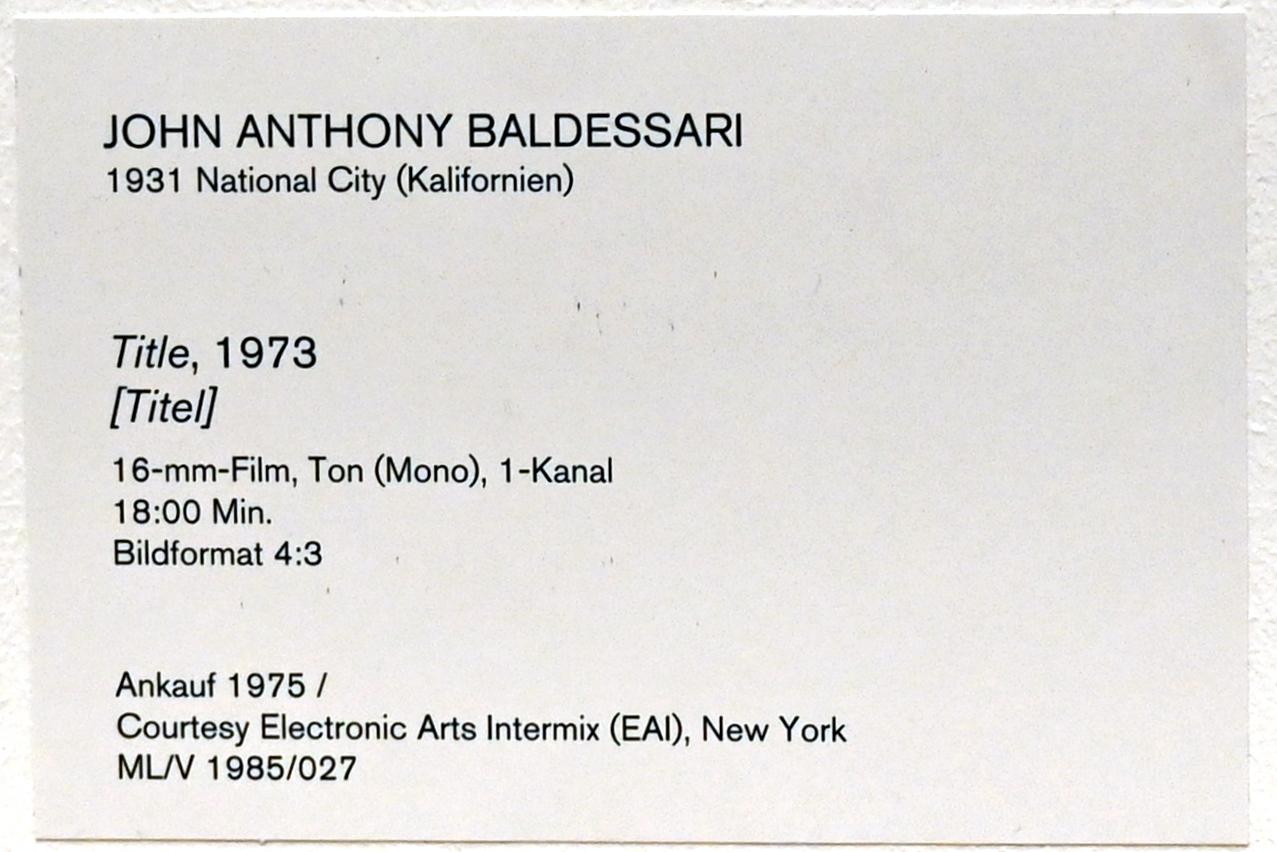 JOHN ANTHONY BALDESSARI
1931 National City (Kalifornien)
Title, 1973
[Titel]
16-mm-Film, Ton (Mono), 1-Kanal
18:00 Min.
Bildformat 4:3
Ankauf 1975 /
Courtesy Electronic Arts Intermix (EAI), New York
ML/V 1985/027